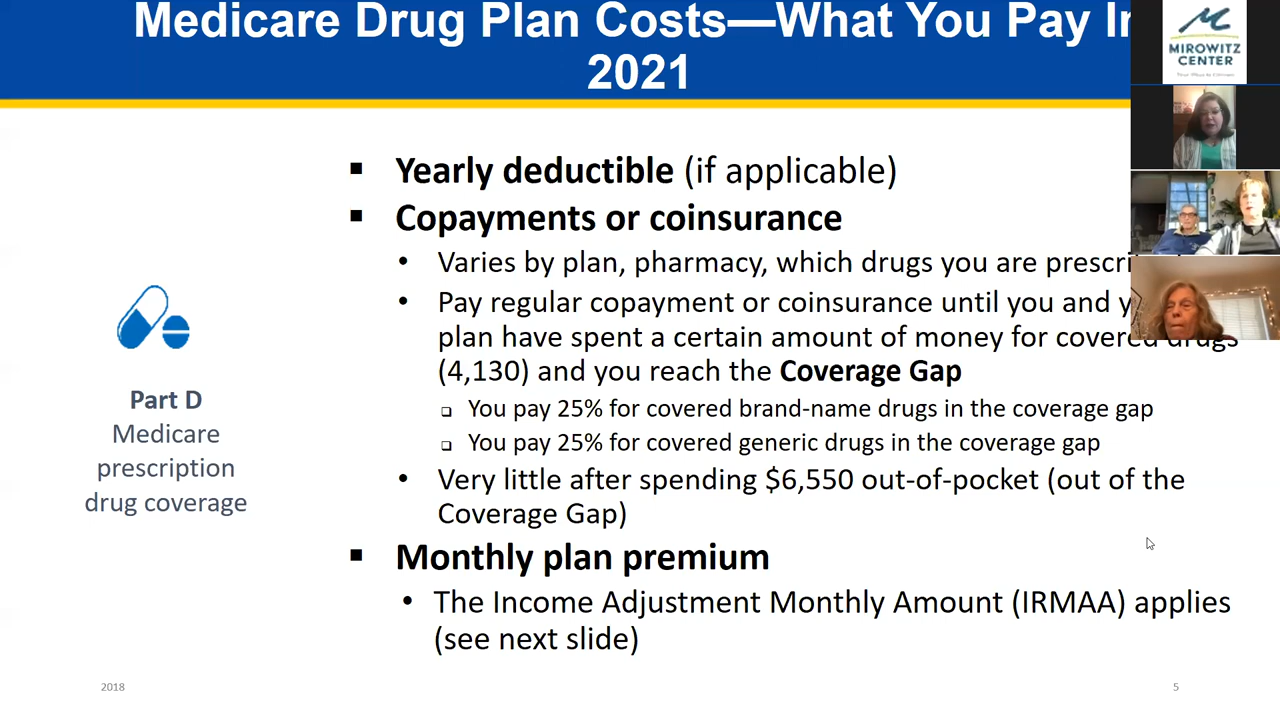 Medicare Drug Plan Costs—What You Pay In
2021
MIROWITZ
CENTER
Yearly deductible (if applicable)
Copayments or coinsurance
Varies by plan, pharmacy, which drugs you are prescri
Pay regular copayment or coinsurance until you and y
plan have spent a certain amount of money for covered drugs
(4,130) and you reach the Coverage Gap
You pay 25% for covered brand-name drugs in the coverage gap
You pay 25% for covered generic drugs in the coverage gap
Very little after spending $6,550 out-of-pocket (out of the
Coverage Gap)
Monthly plan premium
The Income Adjustment Monthly Amount (IRMAA) applies
(see next slide)
Part D
Medicare
prescription
drug coverage
2018
5